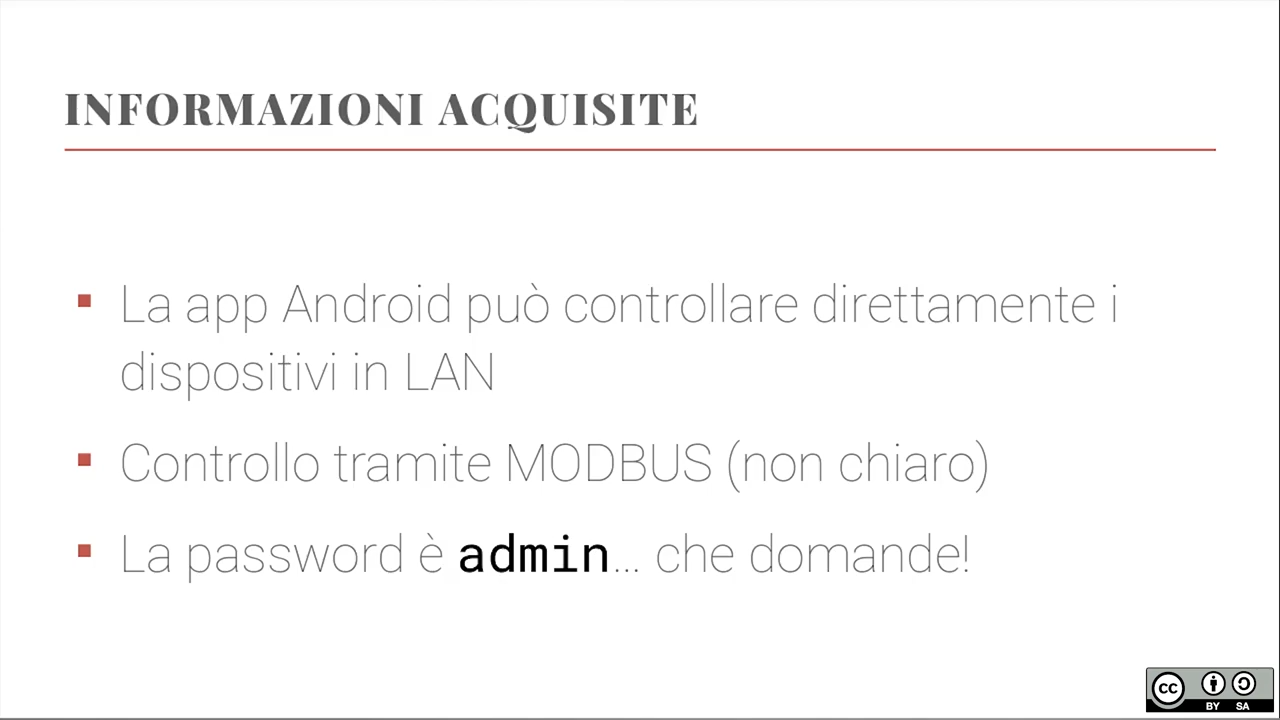 INFORMAZIONI ACQUISITE
La app Android può controllare direttamente i
dispositivi in LAN
Controllo tramite MODBUS (non chiaro)
La password è admin... che domande!
cc
BY SA